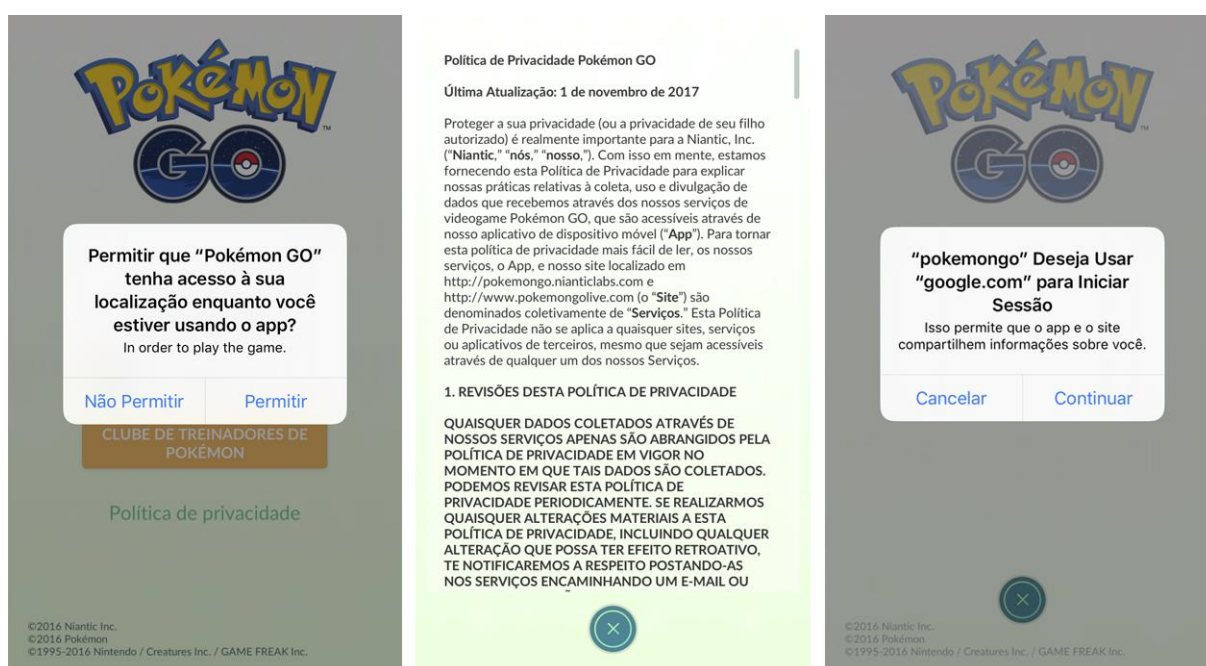 POKÉMON
TM
GO
Permitir que “Pokémon GO”
tenha acesso à sua
localização enquanto você
estiver usando o app?
In order to play the game.
Não Permitir
Permitir
CLUBE DE TREINADORES DE
POKÉMON
Política de privacidade
©2016 Niantic Inc.
©2016 Pokémon
©1995-2016 Nintendo / Creatures Inc. / GAME FREAK Inc.
Política de Privacidade Pokémon GO
Última Atualização: 1 de novembro de 2017
Proteger a sua privacidade (ou a privacidade de seu filho
autorizado) é realmente importante para a Niantic, Inc.
(“Niantic,” “nós,” “nosso,”). Com isso em mente, estamos
fornecendo esta Política de Privacidade para explicar
nossas práticas relativas à coleta, uso e divulgação de
dados que recebemos através dos nossos serviços de
videogame Pokémon GO, que são acessíveis através de
nosso aplicativo de dispositivo móvel (“App”). Para tornar
esta política de privacidade mais fácil de ler, os nossos
serviços, o App, e nosso site localizado em
http://pokemongo.nianticlabs.com e
http://www.pokemongolive.com (o “Site”) são
denominados coletivamente de “Serviços.” Esta Política
de Privacidade não se aplica a quaisquer sites, serviços
ou aplicativos de terceiros, mesmo que sejam acessíveis
através de qualquer um dos nossos Serviços.
1. REVISÕES DESTA POLÍTICA DE PRIVACIDADE
QUAISQUER DADOS COLETADOS ATRAVÉS DE
NOSSOS SERVIÇOS APENAS SÃO ABRANGIDOS PELA
POLÍTICA DE PRIVACIDADE EM VIGOR NO
MOMENTO EM QUE TAIS DADOS SÃO COLETADOS.
PODEMOS REVISAR ESTA POLÍTICA DE
PRIVACIDADE PERIODICAMENTE. SE REALIZARMOS
QUAISQUER ALTERAÇÕES MATERIAIS A ESTA
POLÍTICA DE PRIVACIDADE, INCLUINDO QUALQUER
ALTERAÇÃO QUE POSSA TER EFEITO RETROATIVO,
TE NOTIFICAREMOS A RESPEITO POSTANDO-AS
NOS SERVIÇOS ENCAMINHANDO UM E-MAIL OU
POKÉMON
TM
GO
“pokemongo” Deseja Usar
“google.com” para Iniciar
Sessão
Isso permite que o app e o site
compartilhem informações sobre você.
Cancelar
Continuar
©2016 Niantic Inc.
©2016 Pokémon
©1995-2016 Nintendo / Creatures Inc. / GAME FREAK Inc.